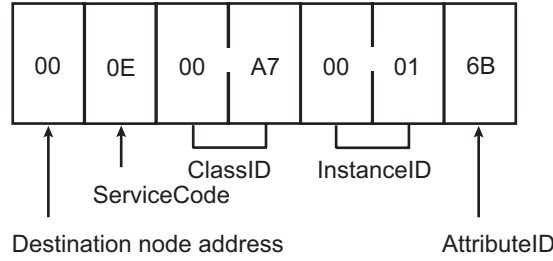 00 0E 00 A7 00 01 6B
ClassID InstanceID
ServiceCode
Destination node address AttributeID